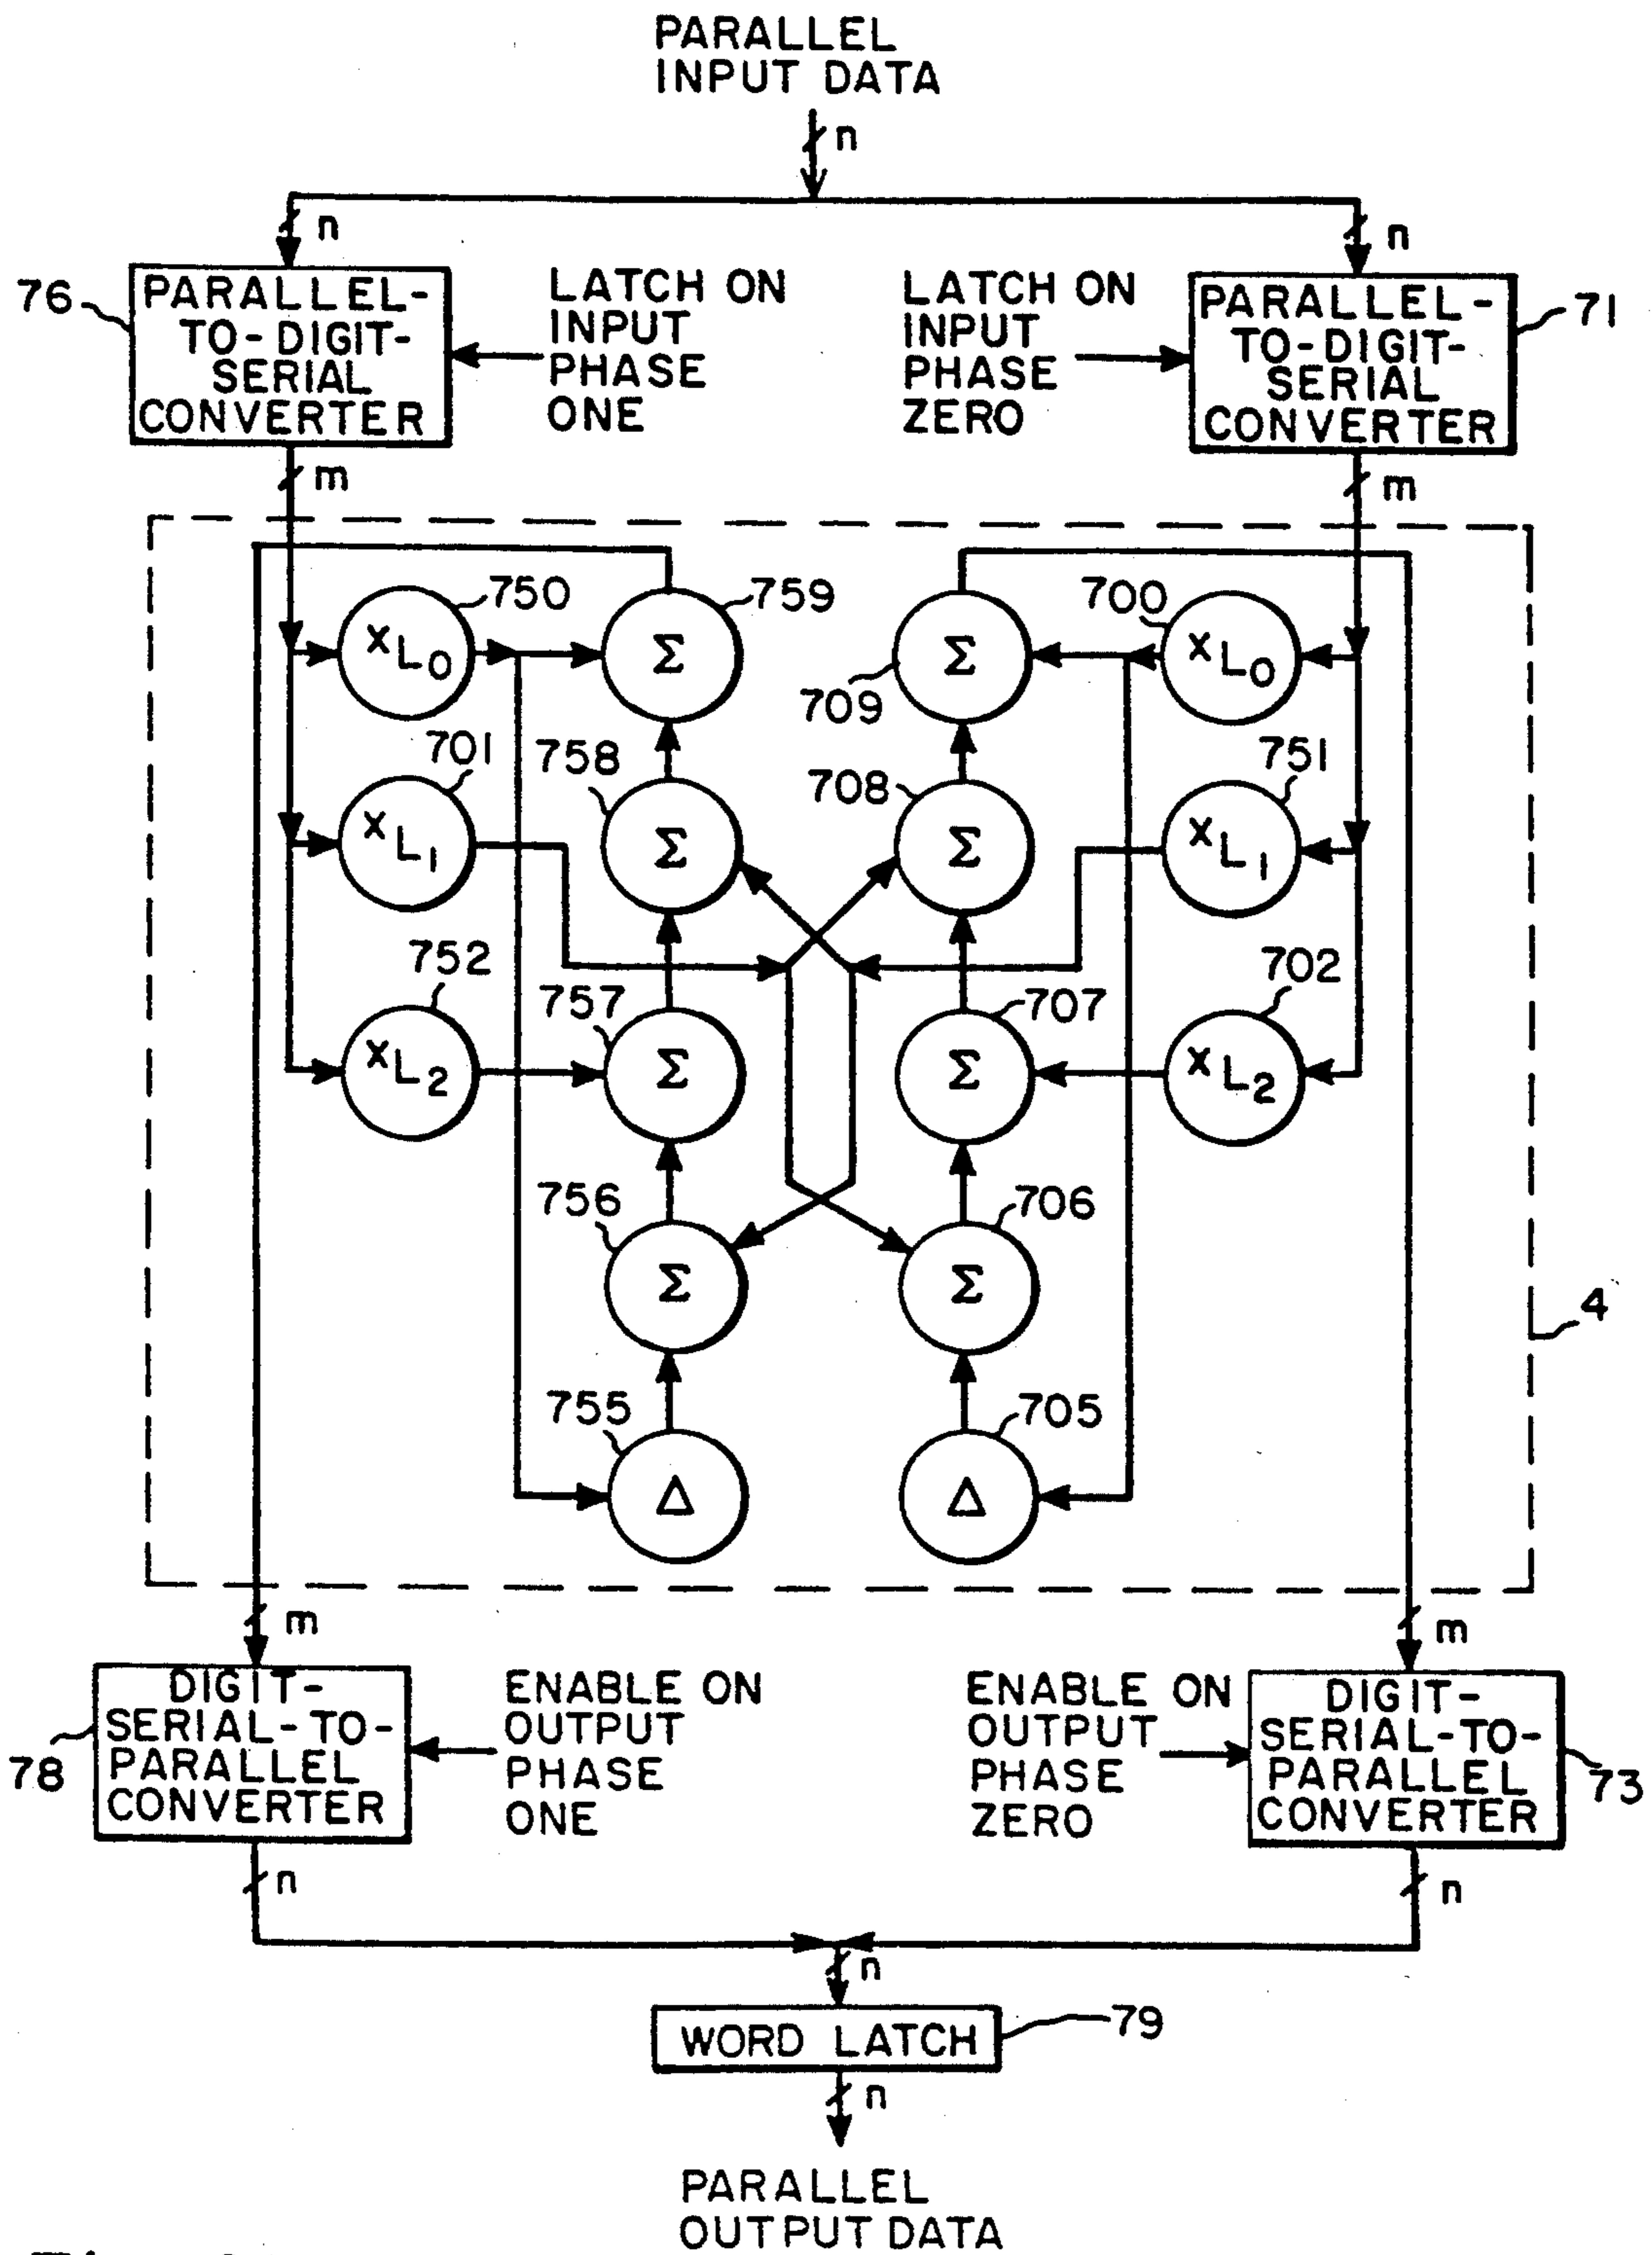 PARALLEL
INPUT DATA
n
n
n
76
PARALLEL-
TO-DIGIT-
SERIAL
CONVERTER
LATCH ON
INPUT
PHASE
ONE
LATCH ON
INPUT
PHASE
ZERO
PARALLEL-
TO-DIGIT-
SERIAL
CONVERTER
71
m
m
750
759
700
xL0
Σ
Σ
xL0
709
701
758
708
751
xL1
Σ
Σ
xL1
752
757
707
702
xL2
Σ
Σ
xL2
756
706
Σ
Σ
4
755
705
Δ
Δ
m
m
DIGIT-
SERIAL-TO-
PARALLEL
CONVERTER
78
ENABLE ON
OUTPUT
PHASE
ONE
ENABLE ON
OUTPUT
PHASE
ZERO
DIGIT-
SERIAL-TO-
PARALLEL
CONVERTER
73
n
n
n
WORD LATCH
79
n
PARALLEL
OUTPUT DATA